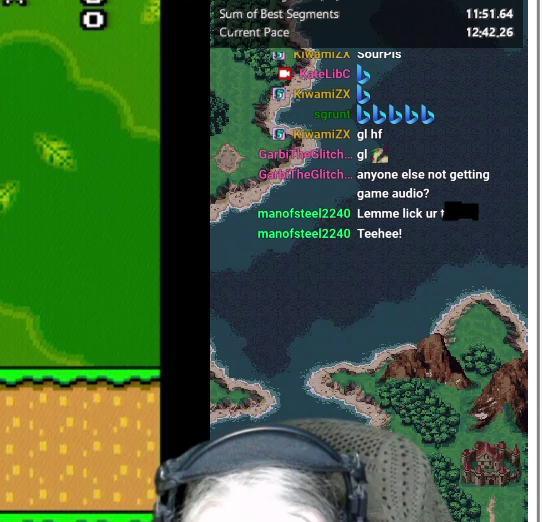 0
Sum of Best Segments 11:51.64
Current Pace 12:42.26
KiwamiZX SourPls
KateLibC
KiwamiZX
sgrunt
KiwamiZX gl hf
GarbiTheGlitch... gl
GarbiTheGlitch... anyone else not getting
game audio?
manofsteel2240 Lemme lick ur
manofsteel2240 Teehee!